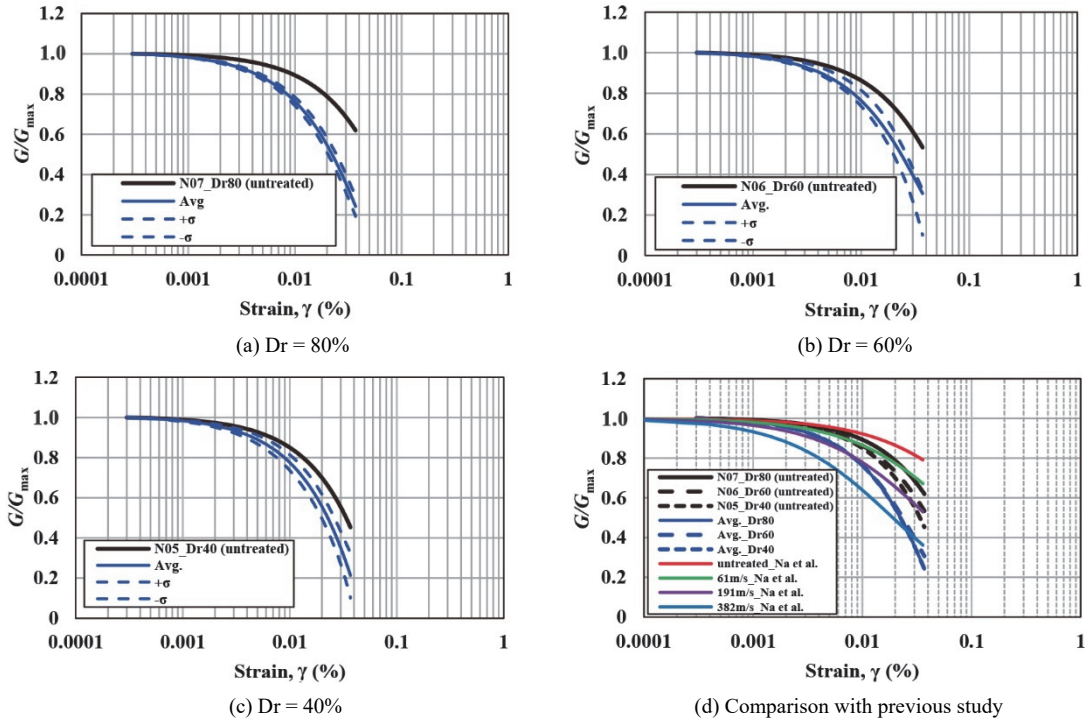 1.2
1.0
0.8
0.6
0.4
0.2
0
G/Gmax
N07_Dr80 (untreated)
Avg
+σ
-σ
0.0001 0.001 0.01 0.1 1
Strain, γ (%)
(a) Dr = 80%
1.2
1.0
0.8
0.6
0.4
0.2
0
G/Gmax
N06_Dr60 (untreated)
Avg.
+σ
-σ
0.0001 0.001 0.01 0.1 1
Strain, γ (%)
(b) Dr = 60%
1.2
1.0
0.8
0.6
0.4
0.2
0
G/Gmax
N05_Dr40 (untreated)
Avg.
+σ
-σ
0.0001 0.001 0.01 0.1 1
Strain, γ (%)
(c) Dr = 40%
1.2
1.0
0.8
0.6
0.4
0.2
0
G/Gmax
N07_Dr80 (untreated)
N06_Dr60 (untreated)
N05_Dr40 (untreated)
Avg._Dr80
Avg._Dr60
Avg._Dr40
untreated_Na et al.
61m/s_Na et al.
191m/s_Na et al.
382m/s_Na et al.
0.0001 0.001 0.01 0.1 1
Strain, γ (%)
(d) Comparison with previous study